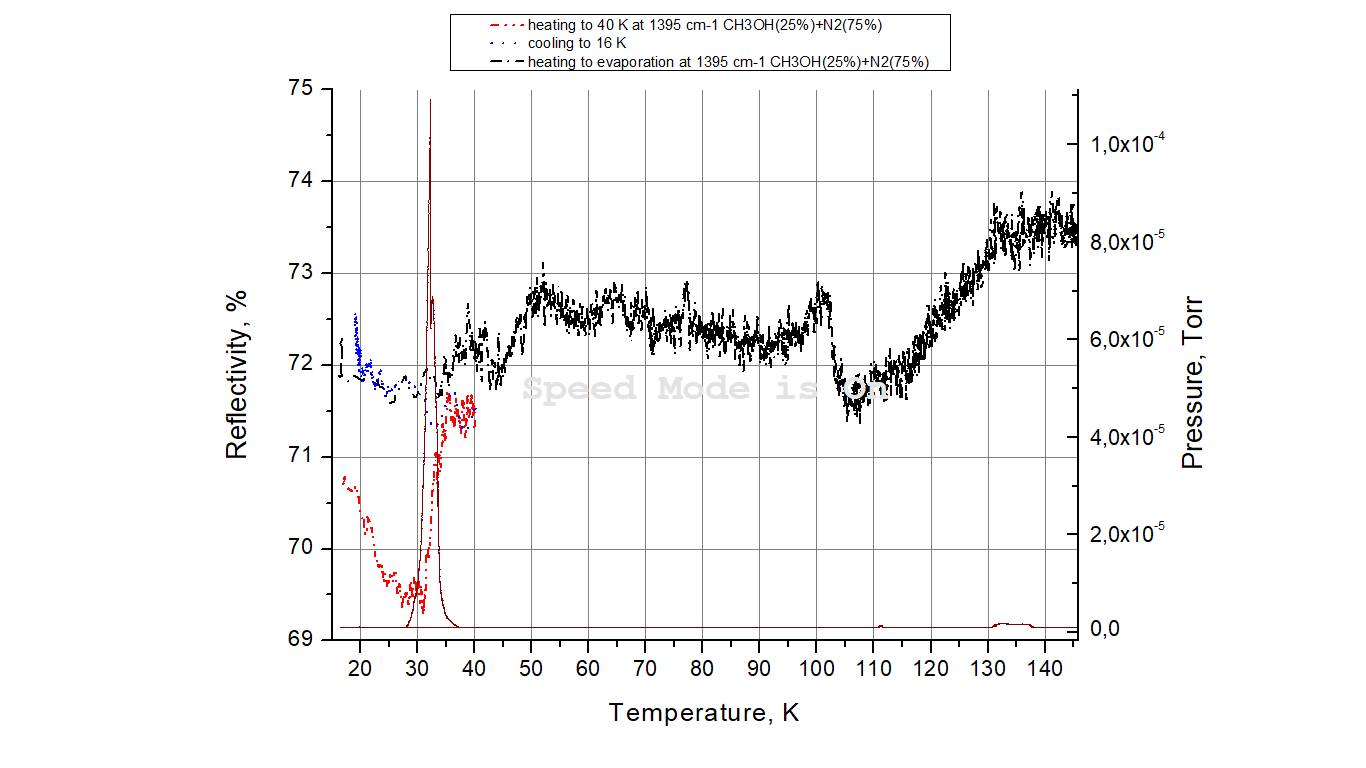 heating to 40 K at 1395 cm-1 CH3OH(25%)+N2(75%)
cooling to 16 K
heating to evaporation at 1395 cm-1 CH3OH(25%)+N2(75%)
75
74
73
72
71
70
69
Reflectivity, %
1,0x10-4
8,0x10-5
6,0x10-5
4,0x10-5
2,0x10-5
0,0
Pressure, Torr
Speed Mode is On
20 30 40 50 60 70 80 90 100 110 120 130 140
Temperature, K